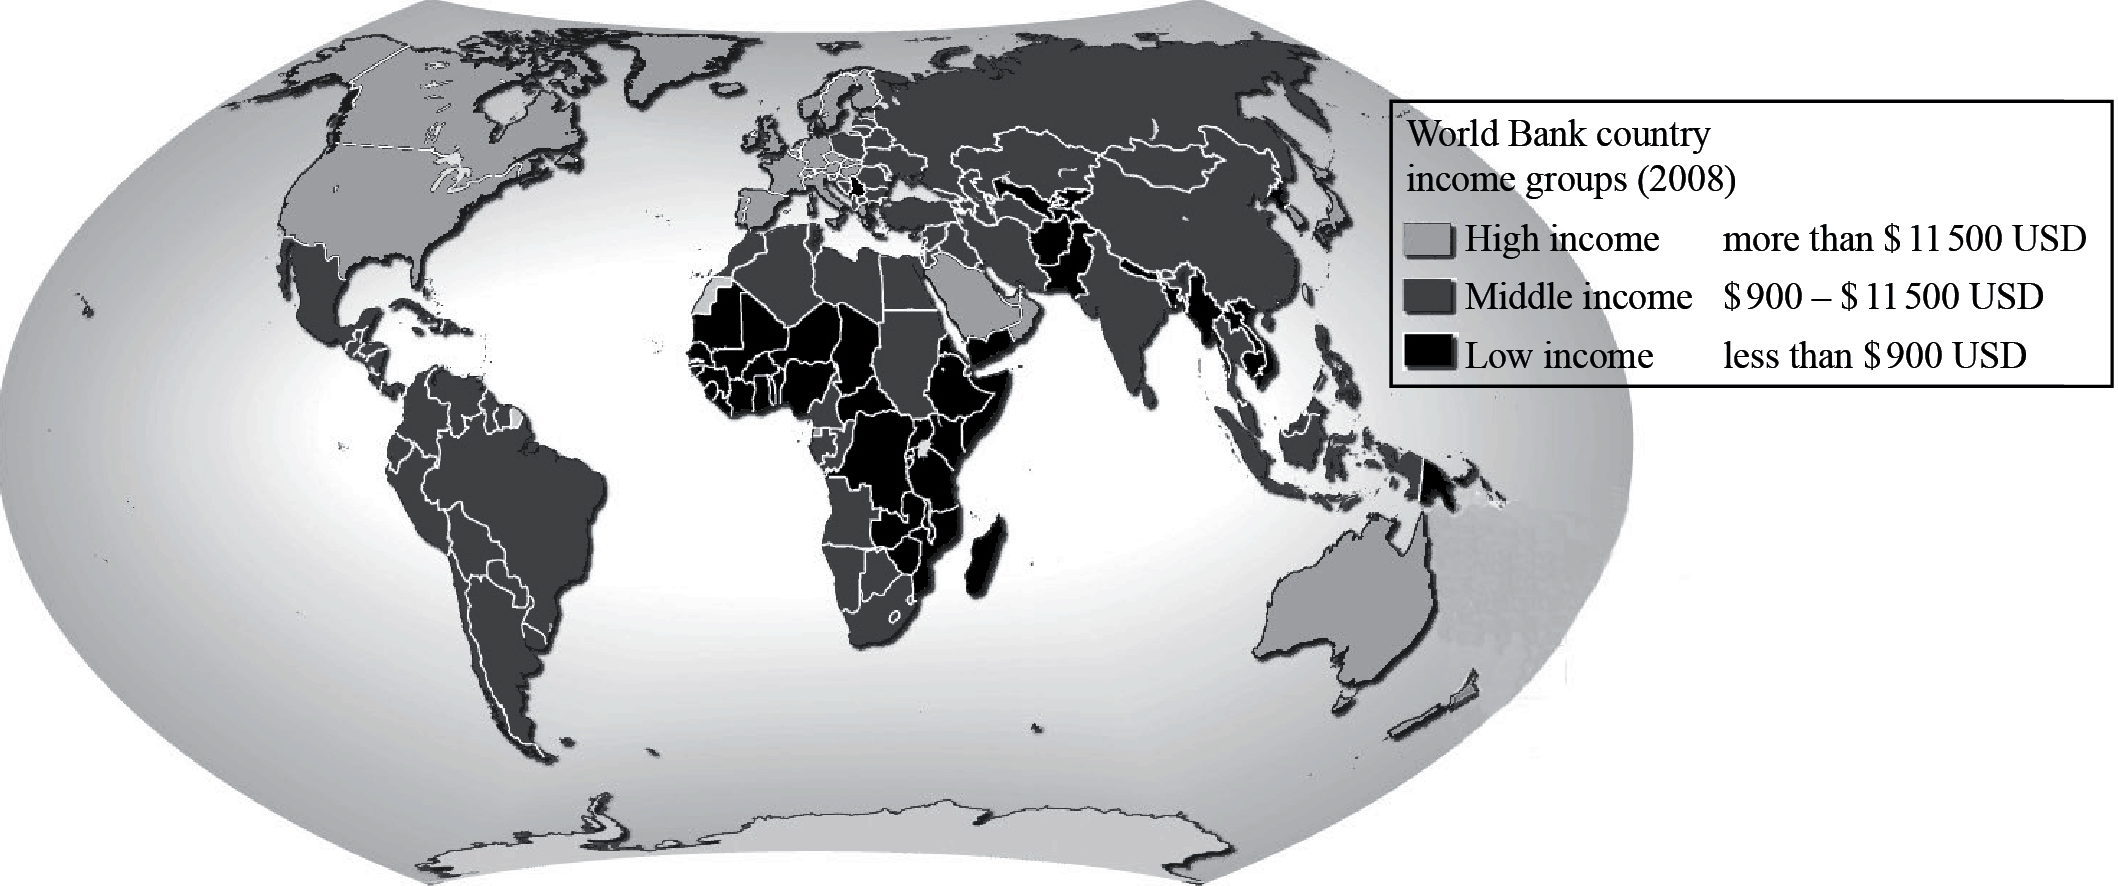 World Bank country
income groups (2008)
High income more than $ 11 500 USD
Middle income $ 900 – $ 11 500 USD
Low income less than $ 900 USD